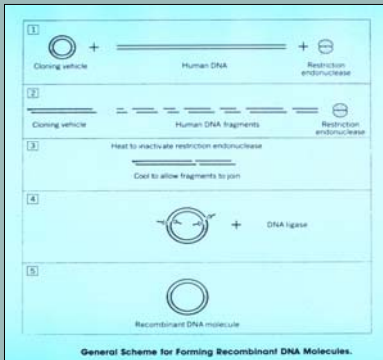 1
+
+
Cloning vehicle
Human DNA
Restriction
endonuclease
2
Cloning vehicle
Human DNA fragments
Restriction
endonuclease
3
Heat to inactivate restriction endonuclease
Cool to allow fragments to join
4
+
DNA ligase
5
Recombinant DNA molecule
General Scheme for Forming Recombinant DNA Molecules.